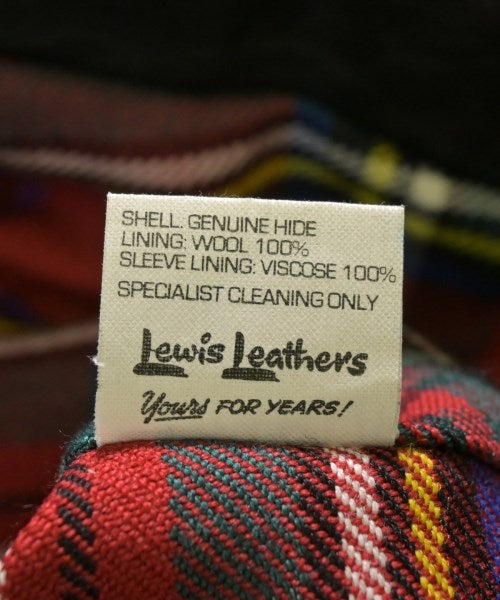 SHELL. GENUINE HIDE
LINING: WOOL 100%
SLEEVE LINING: VISCOSE 100%
SPECIALIST CLEANING ONLY
Lewis Leathers
Yours FOR YEARS!